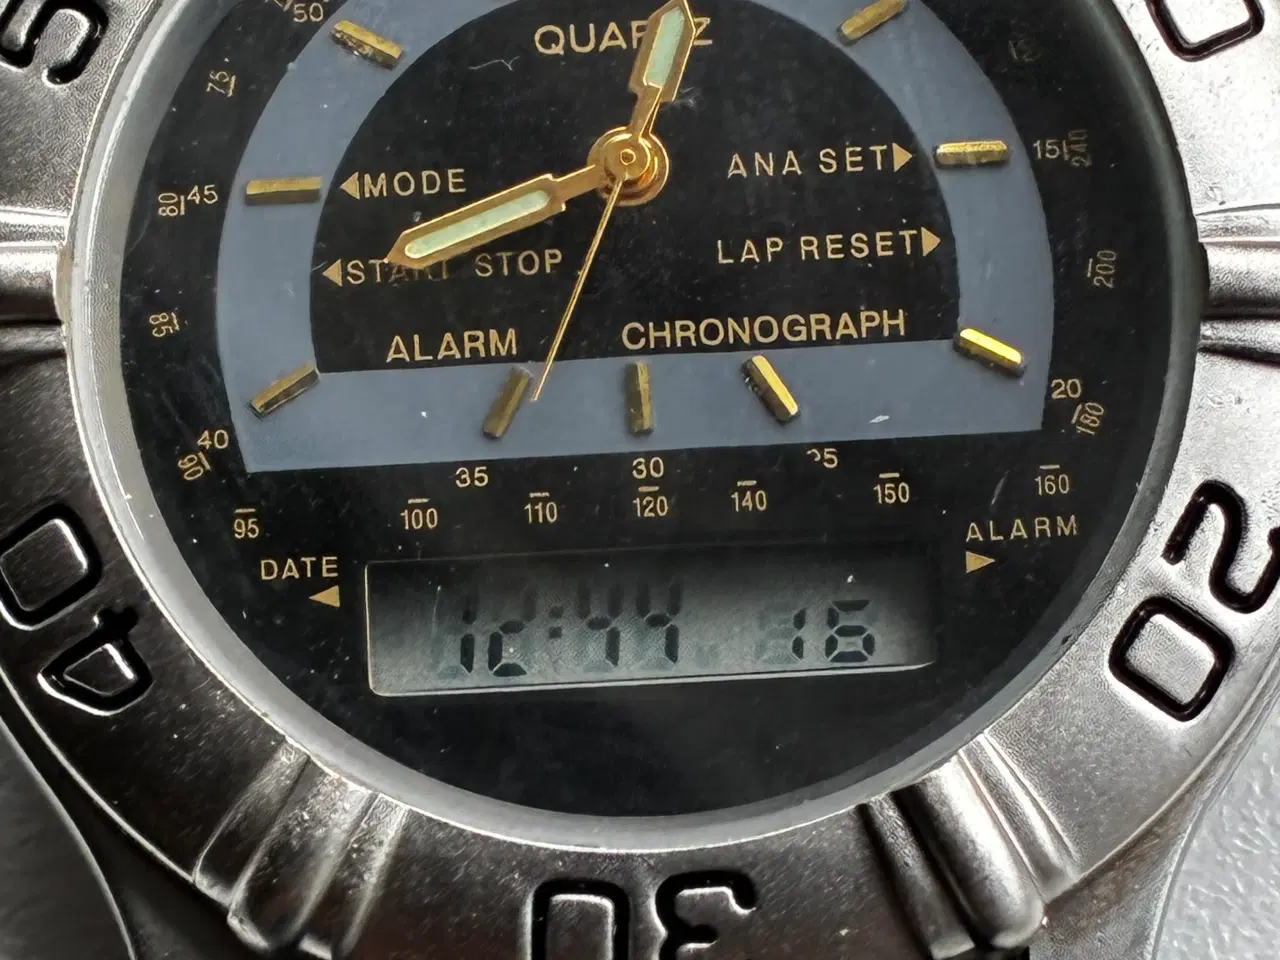 50
QUARTZ
75
MODE
ANA SET
15
240
80
45
START STOP
LAP RESET
200
85
ALARM
CHRONOGRAPH
20
180
40
90
35
30
25
95
100
110
120
140
150
160
DATE
ALARM
12:44 16
40
20
30